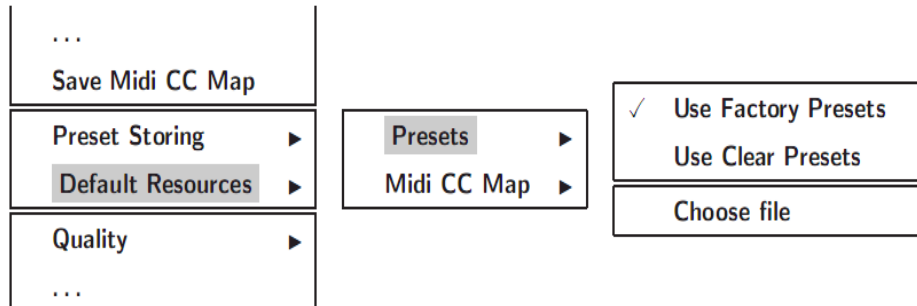 . . .
Save Midi CC Map
Preset Storing ▶
Default Resources ▶
Quality ▶
. . .
Presets ▶
Midi CC Map ▶
✓ Use Factory Presets
Use Clear Presets
Choose file